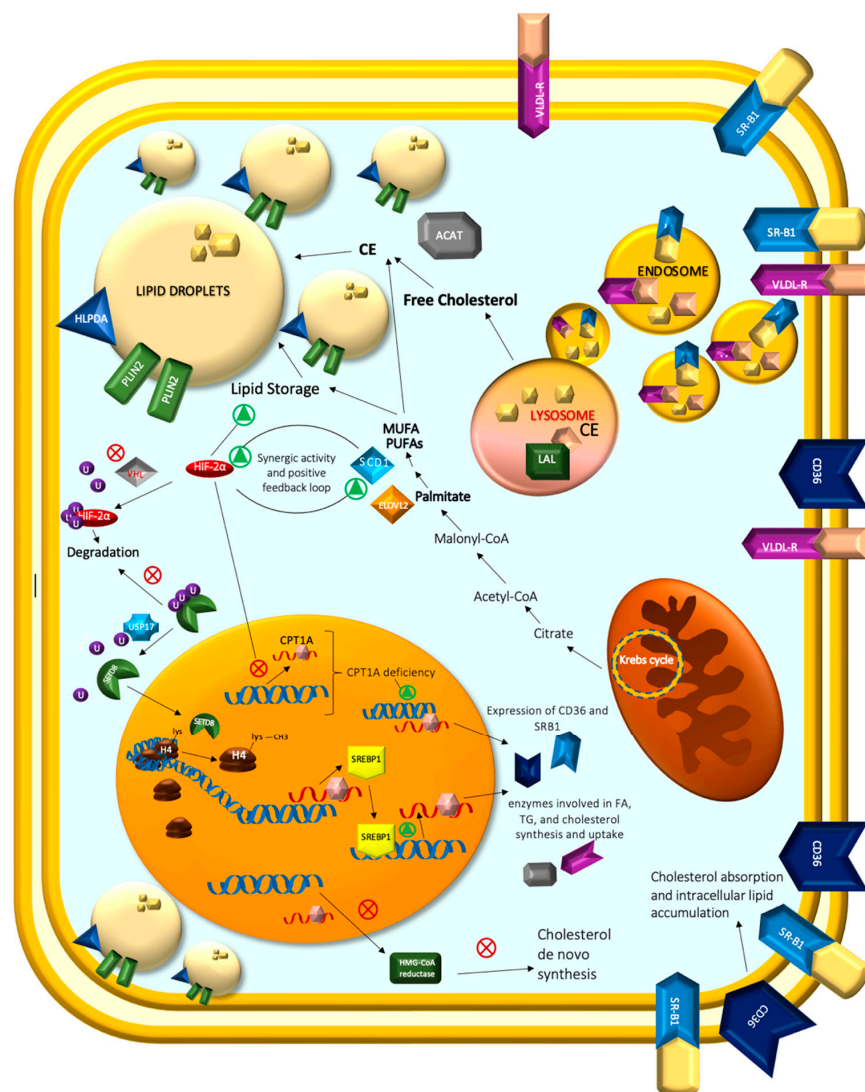 VLDL-R
SR-B1
ACAT
SR-B1
CE
ENDOSOME
LIPID DROPLETS
VLDL-R
Free Cholesterol
HLPDA
PLIN2
PLIN2
Lipid Storage
LYSOSOME
CE
MUFA
PUFAs
LAL
CD36
VHL
HIF-2α
Synergic activity
and positive
feedback loop
SCD1
U
U
ELOVL2
Palmitate
U
U
U
HIF-2α
Malonyl-CoA
VLDL-R
Degradation
Acetyl-CoA
U
U
U
USP17
Citrate
U
CPT1A
Krebs cycle
SETD8
CPT1A deficiency
U
Expression of CD36 and
SRB1
SETD8
lys
lys —CH3
H4
H4
SREBP1
enzymes involved in FA,
TG, and cholesterol
synthesis and uptake
SREBP1
CD36
Cholesterol absorption
and intracellular lipid
accumulation
Cholesterol
de novo
synthesis
HMG-CoA
reductase
SR-B1
SR-B1
CD36